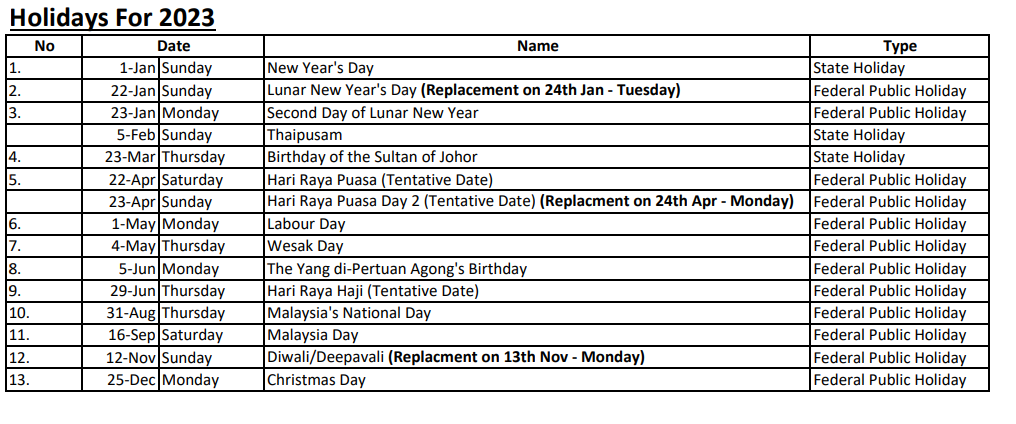 Holidays For 2023
No Date Name Type
1. 1-Jan Sunday New Year's Day State Holiday
2. 22-Jan Sunday Lunar New Year's Day (Replacement on 24th Jan - Tuesday) Federal Public Holiday
3. 23-Jan Monday Second Day of Lunar New Year Federal Public Holiday
5-Feb Sunday Thaipusam State Holiday
4. 23-Mar Thursday Birthday of the Sultan of Johor State Holiday
5. 22-Apr Saturday Hari Raya Puasa (Tentative Date) Federal Public Holiday
23-Apr Sunday Hari Raya Puasa Day 2 (Tentative Date) (Replacment on 24th Apr - Monday) Federal Public Holiday
6. 1-May Monday Labour Day Federal Public Holiday
7. 4-May Thursday Wesak Day Federal Public Holiday
8. 5-Jun Monday The Yang di-Pertuan Agong's Birthday Federal Public Holiday
9. 29-Jun Thursday Hari Raya Haji (Tentative Date) Federal Public Holiday
10. 31-Aug Thursday Malaysia's National Day Federal Public Holiday
11. 16-Sep Saturday Malaysia Day Federal Public Holiday
12. 12-Nov Sunday Diwali/Deepavali (Replacment on 13th Nov - Monday) Federal Public Holiday
13. 25-Dec Monday Christmas Day Federal Public Holiday